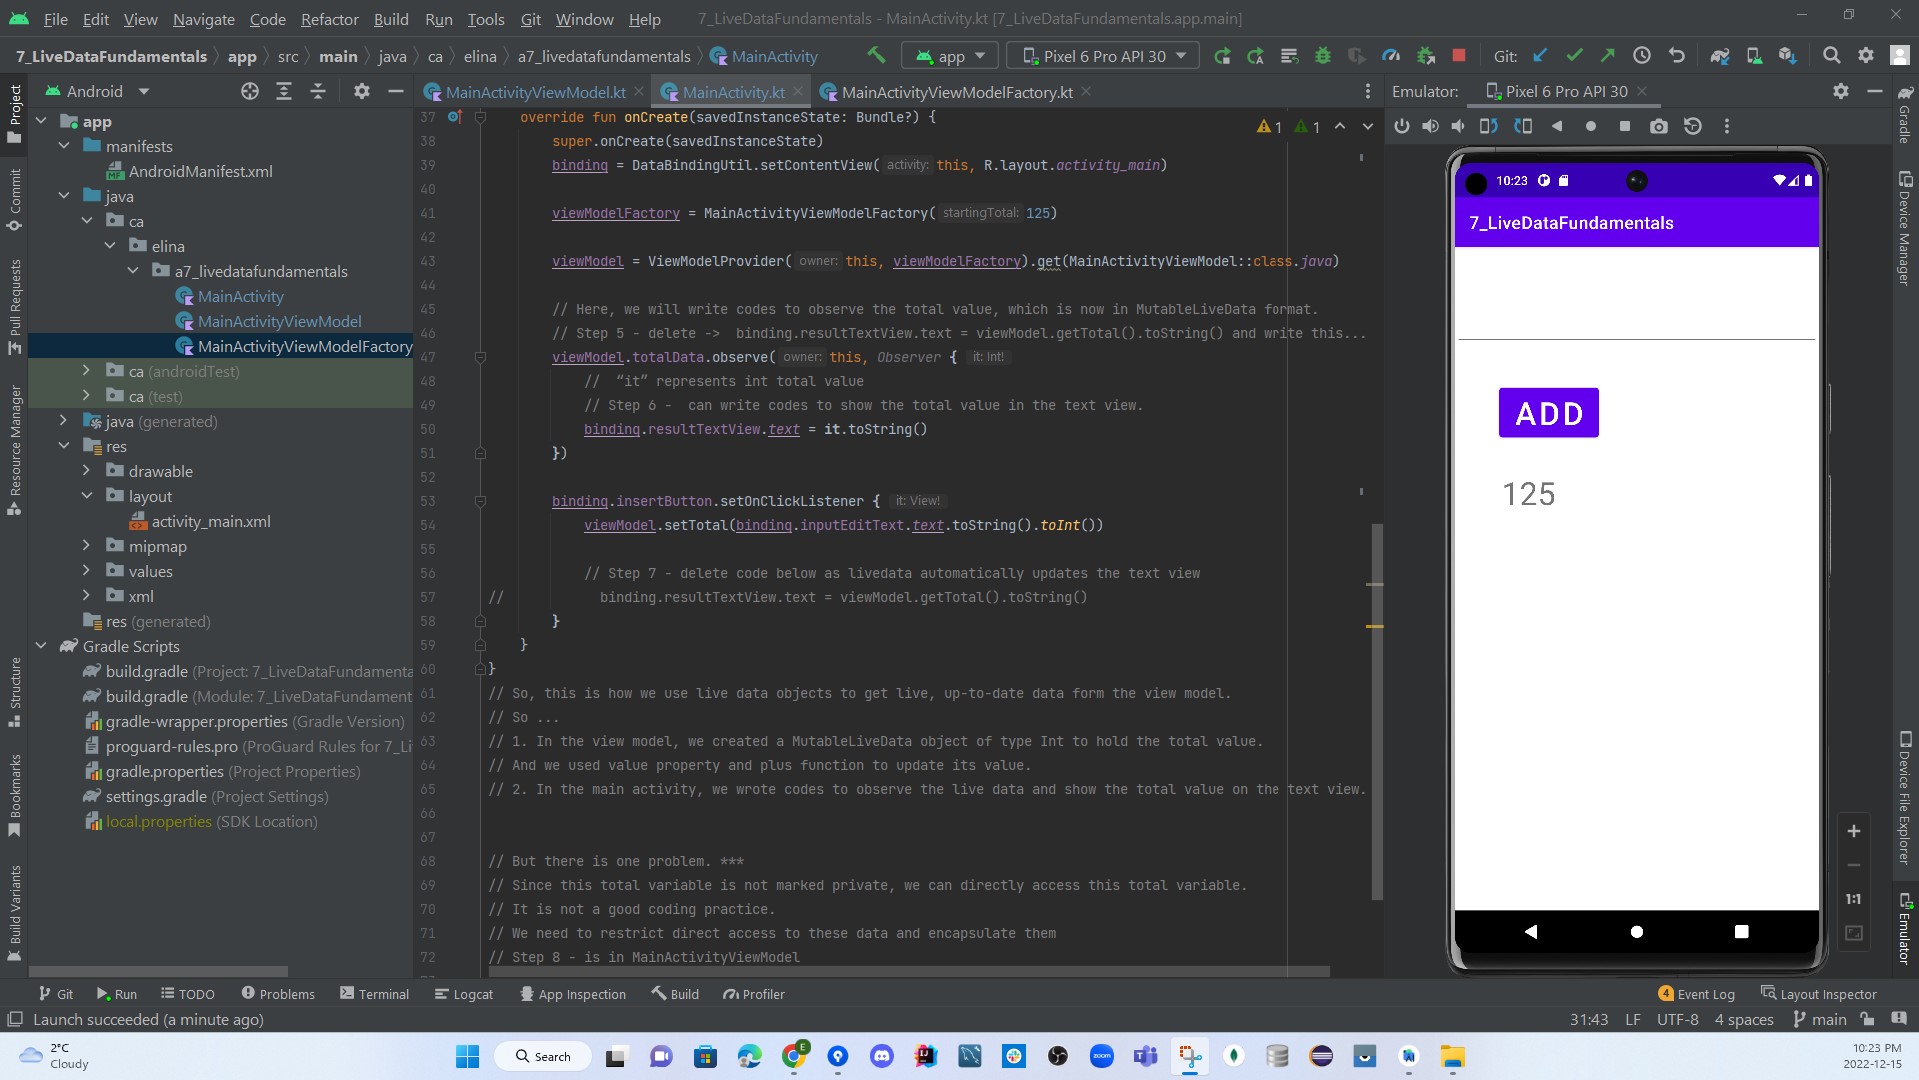 File Edit View Navigate Code Refactor Build Run Tools Git Window Help 7_LiveDataFundamentals - MainActivity.kt [7_LiveDataFundamentals.app.main]
7_LiveDataFundamentals app src main java ca elina a7_livedatafundamentals MainActivity app Pixel 6 Pro API 30 Git:
Android MainActivityViewModel.kt MainActivity.kt MainActivityViewModelFactory.kt Emulator: Pixel 6 Pro API 30
Project
Commit
Pull Requests
Resource Manager
Structure
Bookmarks
Build Variants
app
manifests
AndroidManifest.xml
java
ca
elina
a7_livedatafundamentals
MainActivity
MainActivityViewModel
MainActivityViewModelFactory
ca (androidTest)
ca (test)
java (generated)
res
drawable
layout
activity_main.xml
mipmap
values
xml
res (generated)
Gradle Scripts
build.gradle (Project: 7_LiveDataFundamenta
build.gradle (Module: 7_LiveDataFundament
gradle-wrapper.properties (Gradle Version)
proguard-rules.pro (ProGuard Rules for 7_Li
gradle.properties (Project Properties)
settings.gradle (Project Settings)
local.properties (SDK Location)
1 1
37 override fun onCreate(savedInstanceState: Bundle?) {
38 super.onCreate(savedInstanceState)
39 binding = DataBindingUtil.setContentView( activity: this, R.layout.activity_main)
40
41 viewModelFactory = MainActivityViewModelFactory( startingTotal: 125)
42
43 viewModel = ViewModelProvider( owner: this, viewModelFactory).get(MainActivityViewModel::class.java)
44
45 // Here, we will write codes to observe the total value, which is now in MutableLiveData format.
46 // Step 5 - delete -> binding.resultTextView.text = viewModel.getTotal().toString() and write this...
47 viewModel.totalData.observe( owner: this, Observer { it: Int!
48 // “it” represents int total value
49 // Step 6 - can write codes to show the total value in the text view.
50 binding.resultTextView.text = it.toString()
51 })
52
53 binding.insertButton.setOnClickListener { it: View!
54 viewModel.setTotal(binding.inputEditText.text.toString().toInt())
55
56 // Step 7 - delete code below as livedata automatically updates the text view
57 // binding.resultTextView.text = viewModel.getTotal().toString()
58 }
59 }
60 }
61 // So, this is how we use live data objects to get live, up-to-date data form the view model.
62 // So ...
63 // 1. In the view model, we created a MutableLiveData object of type Int to hold the total value.
64 // And we used value property and plus function to update its value.
65 // 2. In the main activity, we wrote codes to observe the live data and show the total value on the text view.
66
67
68 // But there is one problem. ***
69 // Since this total variable is not marked private, we can directly access this total variable.
70 // It is not a good coding practice.
71 // We need to restrict direct access to these data and encapsulate them
72 // Step 8 - is in MainActivityViewModel
10:23
7_LiveDataFundamentals
ADD
125
1:1
Gradle
Device Manager
Device File Explorer
Emulator
Git Run TODO Problems Terminal Logcat App Inspection Build Profiler 4 Event Log Layout Inspector
Launch succeeded (a minute ago) 31:43 LF UTF-8 4 spaces main
2°C
Cloudy
Search
E
zoom
10:23 PM
2022-12-15